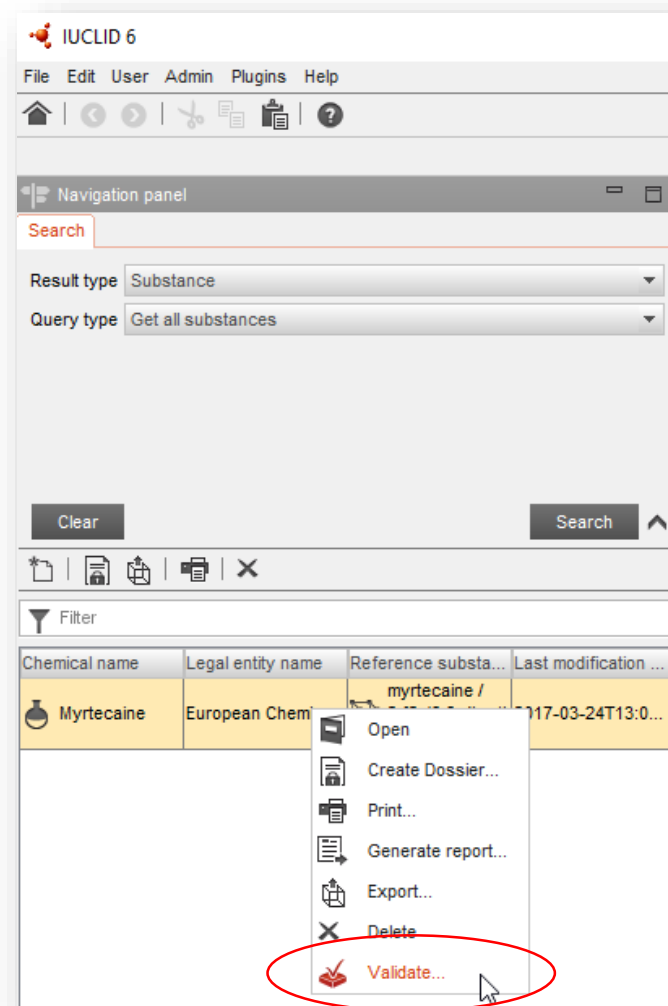 IUCLID 6
File Edit User Admin Plugins Help
Navigation panel
Search
Result type Substance
Query type Get all substances
Clear Search
Filter
Chemical name Legal entity name Reference substa... Last modification ...
myrtecaine /
Myrtecaine European Chem 2017-03-24T13:0...
Open
Create Dossier...
Print...
Generate report...
Export...
Delete
Validate...